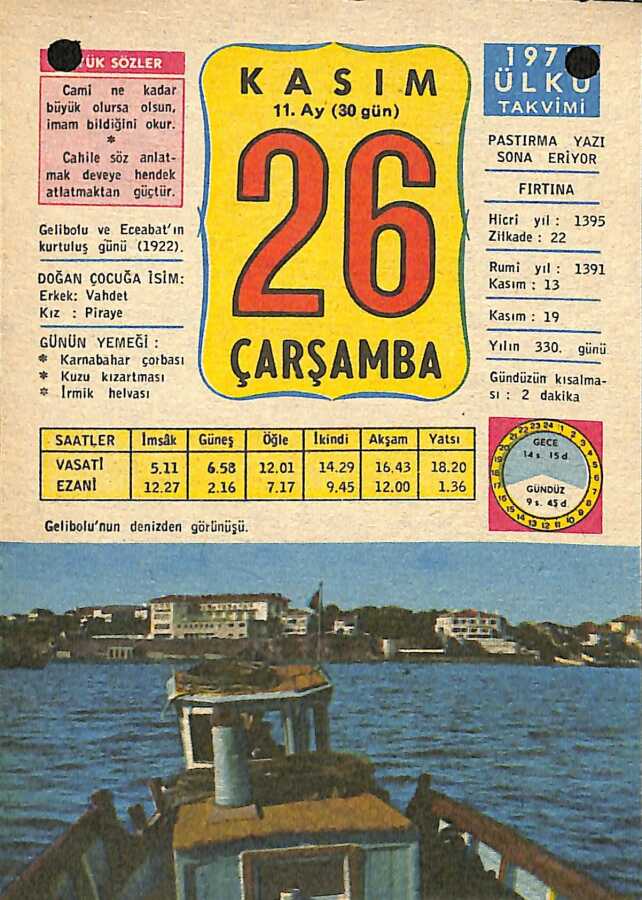 ÜK SÖZLER
Cami ne kadar
büyük olursa olsun,
imam bildiğini okur.
*
Cahile söz anlat-
mak deveye hendek
atlatmaktan güçtür.
Gelibolu ve Eceabat'ın
kurtuluş günü (1922).
DOĞAN ÇOCUĞA İSİM:
Erkek: Vahdet
Kız : Piraye
GÜNÜN YEMEĞİ :
* Karnabahar çorbası
* Kuzu kızartması
* İrmik helvası
KASIM
11. Ay (30 gün)
26
ÇARŞAMBA
197
ÜLKÜ
TAKVİMİ
PASTIRMA YAZI
SONA ERİYOR
FIRTINA
Hicri yıl : 1395
Zilkade : 22
Rumi yıl : 1391
Kasım : 13
Kasım : 19
Yılın 330. günü
Gündüzün kısalma-
sı : 2 dakika
SAATLER İmsâk Güneş Öğle İkindi Akşam Yatsı
VASATİ 5.11 6.58 12.01 14.29 16.43 18.20
EZANİ 12.27 2.16 7.17 9.45 12.00 1.36
GECE
14 s. 15 d.
GÜNDÜZ
9 s. 45 d.
Gelibolu'nun denizden görünüşü.